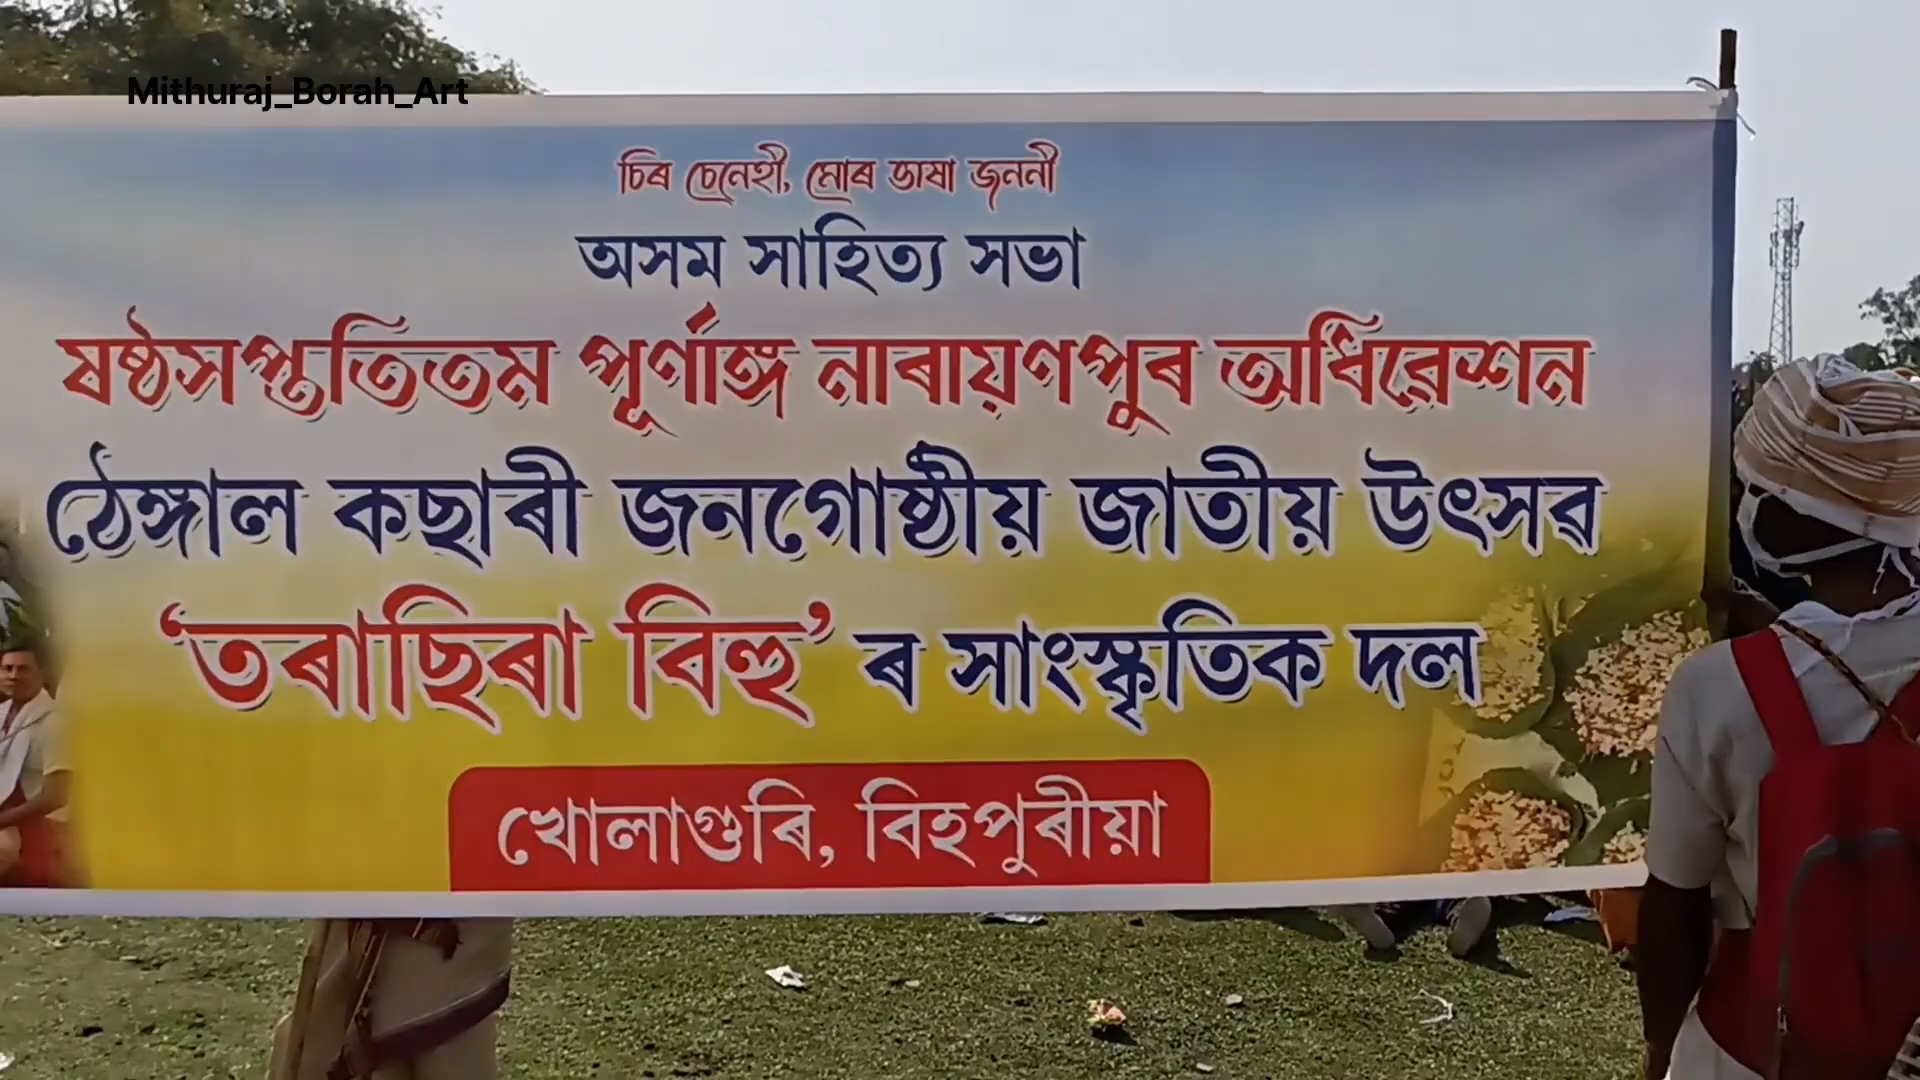 Mithuraj_Borah_Art
চিৰ চেনেহী, মোৰ ভাষা জননী
অসম সাহিত্য সভা
ষষ্ঠসপ্ততিতম পূৰ্ণাঙ্গ নাৰায়ণপুৰ অধিৱেশন
ঠেঙ্গাল কছাৰী জনগোষ্ঠীয় জাতীয় উৎসৱ
‘তৰাছিৰা বিহু’ ৰ সাংস্কৃতিক দল
খোলাগুৰি, বিহপুৰীয়া